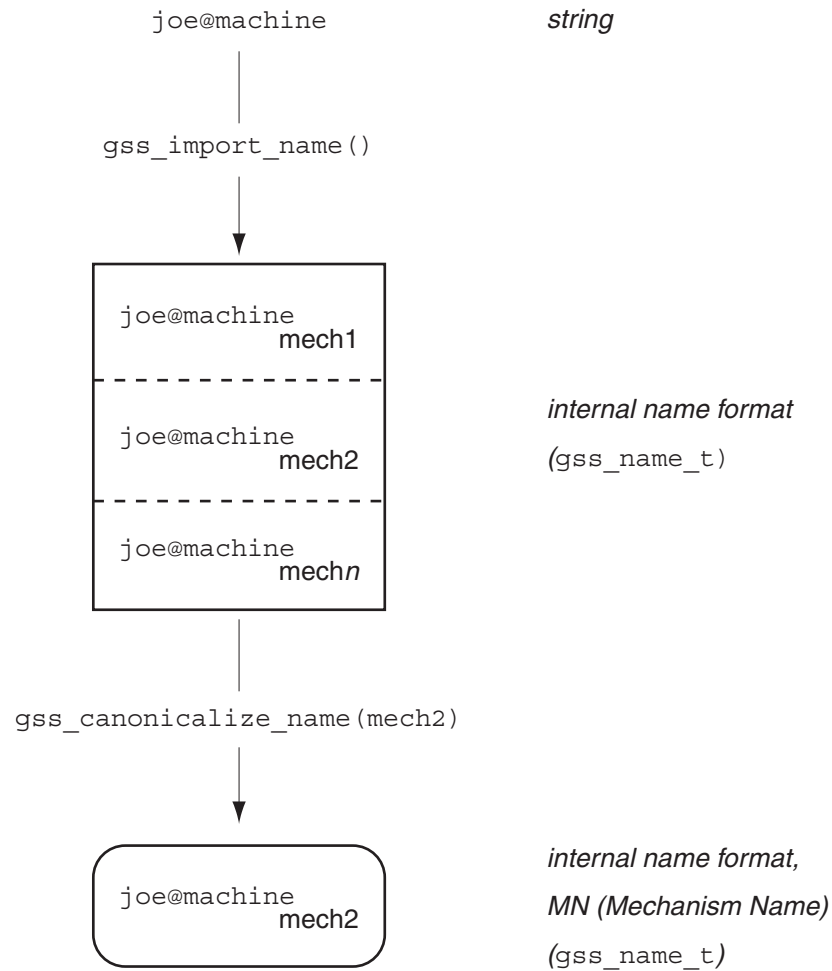 joe@machine string
gss_import_name()
joe@machine
mech1
joe@machine
mech2
joe@machine
mechn
internal name format
(gss_name_t)
gss_canonicalize_name(mech2)
joe@machine
mech2
internal name format,
MN (Mechanism Name)
(gss_name_t)